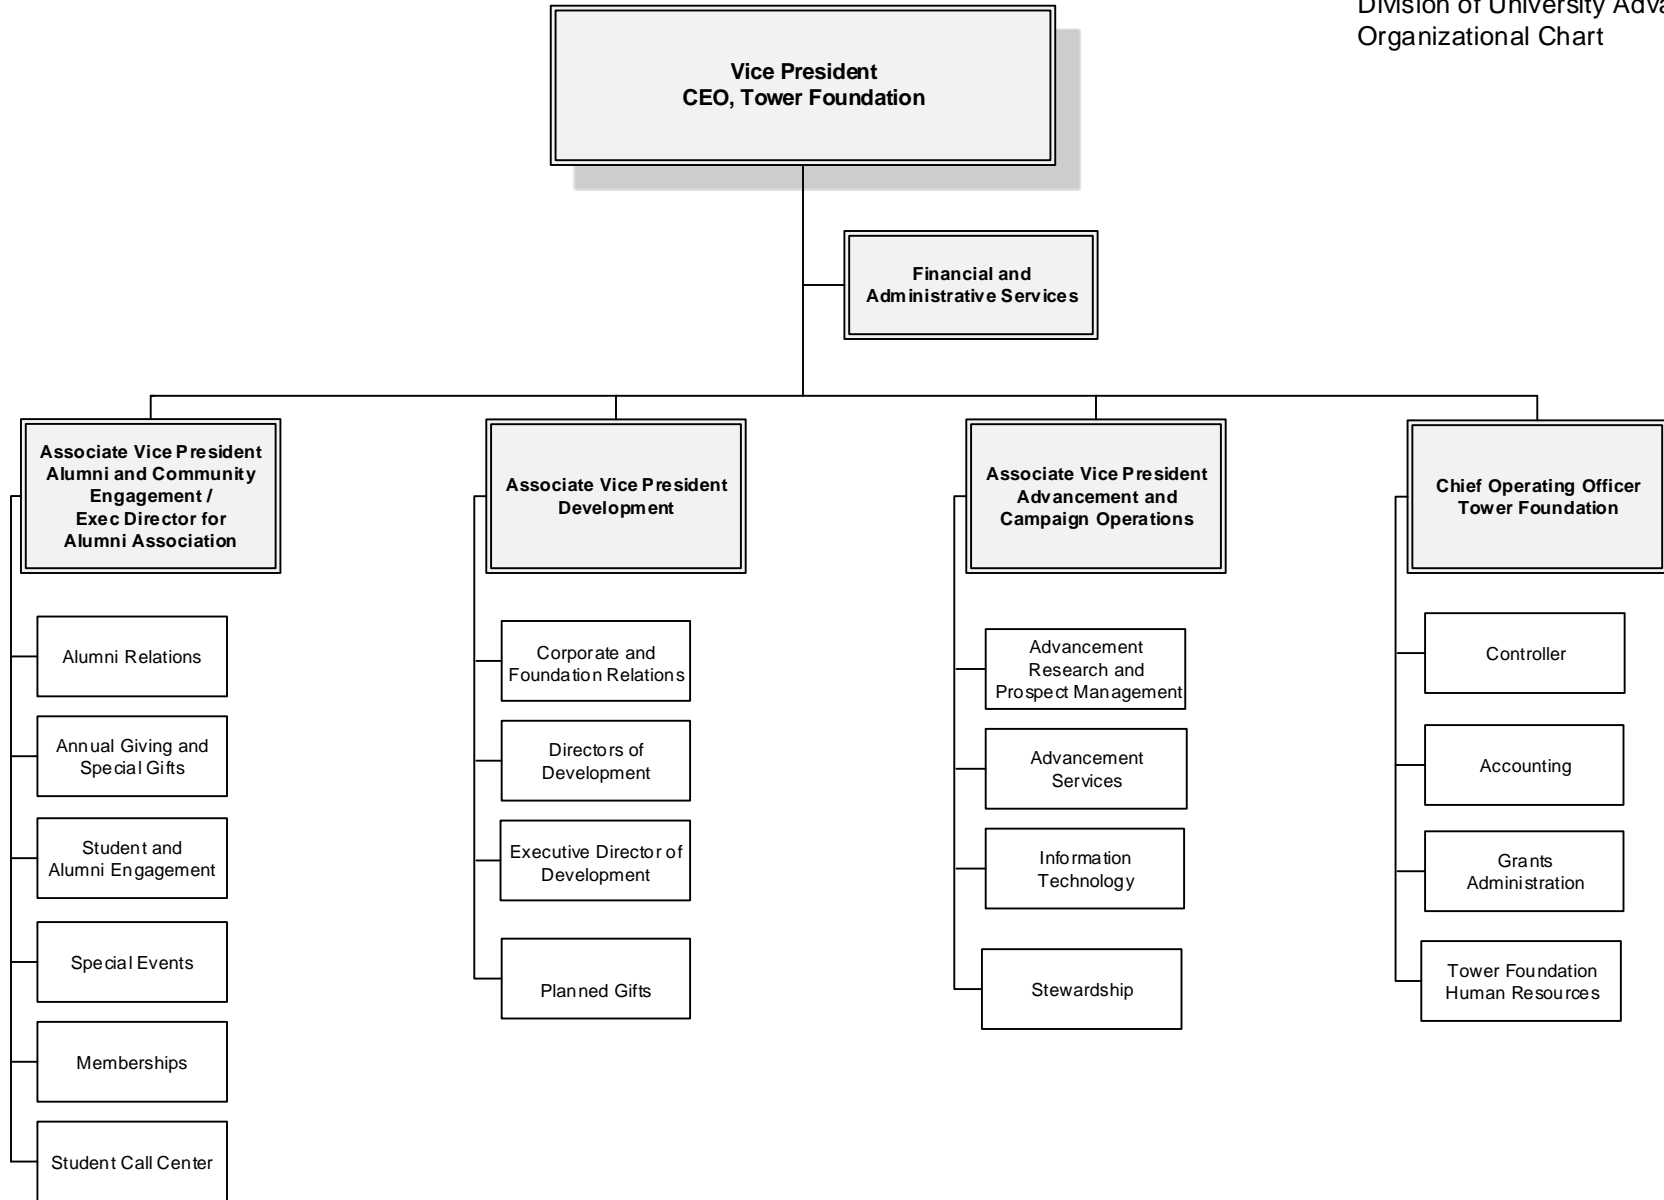 Division of University
Organizational Chart
Vice President
CEO, Tower Foundation
Financial and
Administrative Services
Associate Vice President
Alumni and Community
Engagement /
Exec Director for
Alumni Association
Alumni Relations
Annual Giving and
Special Gifts
Student and
Alumni Engagement
Special Events
Memberships
Student Call Center
Associate Vice President
Development
Corporate and
Foundation Relations
Directors of
Development
Executive Director of
Development
Planned Gifts
Associate Vice President
Advancement and
Campaign Operations
Advancement
Research and
Prospect Management
Advancement
Services
Information
Technology
Stewardship
Chief Operating Officer
Tower Foundation
Controller
Accounting
Grants
Administration
Tower Foundation
Human Resources